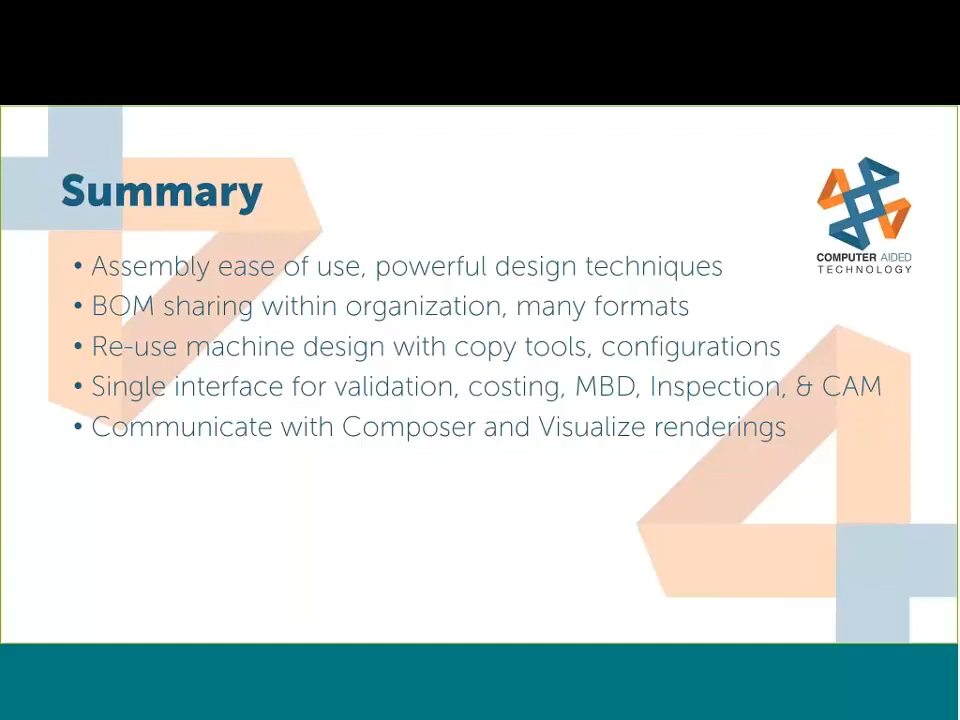 Summary
COMPUTER AIDED
TECHNOLOGY
• Assembly ease of use, powerful design techniques
• BOM sharing within organization, many formats
• Re-use machine design with copy tools, configurations
• Single interface for validation, costing, MBD, Inspection, & CAM
• Communicate with Composer and Visualize renderings